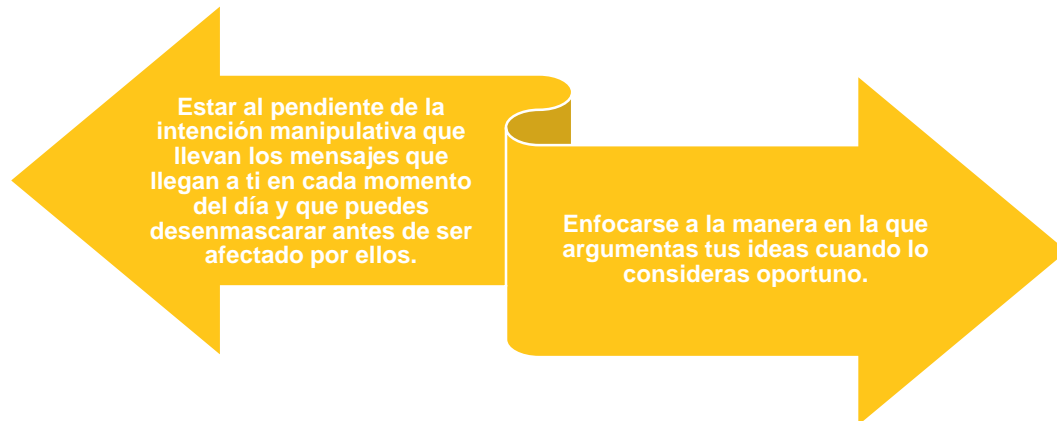 Estar al pendiente de la
intención manipulativa que
llevan los mensajes que
llegan a ti en cada momento
del día y que puedes
desenmascarar antes de ser
afectado por ellos.
Enfocarse a la manera en la que
argumentas tus ideas cuando lo
consideras oportuno.